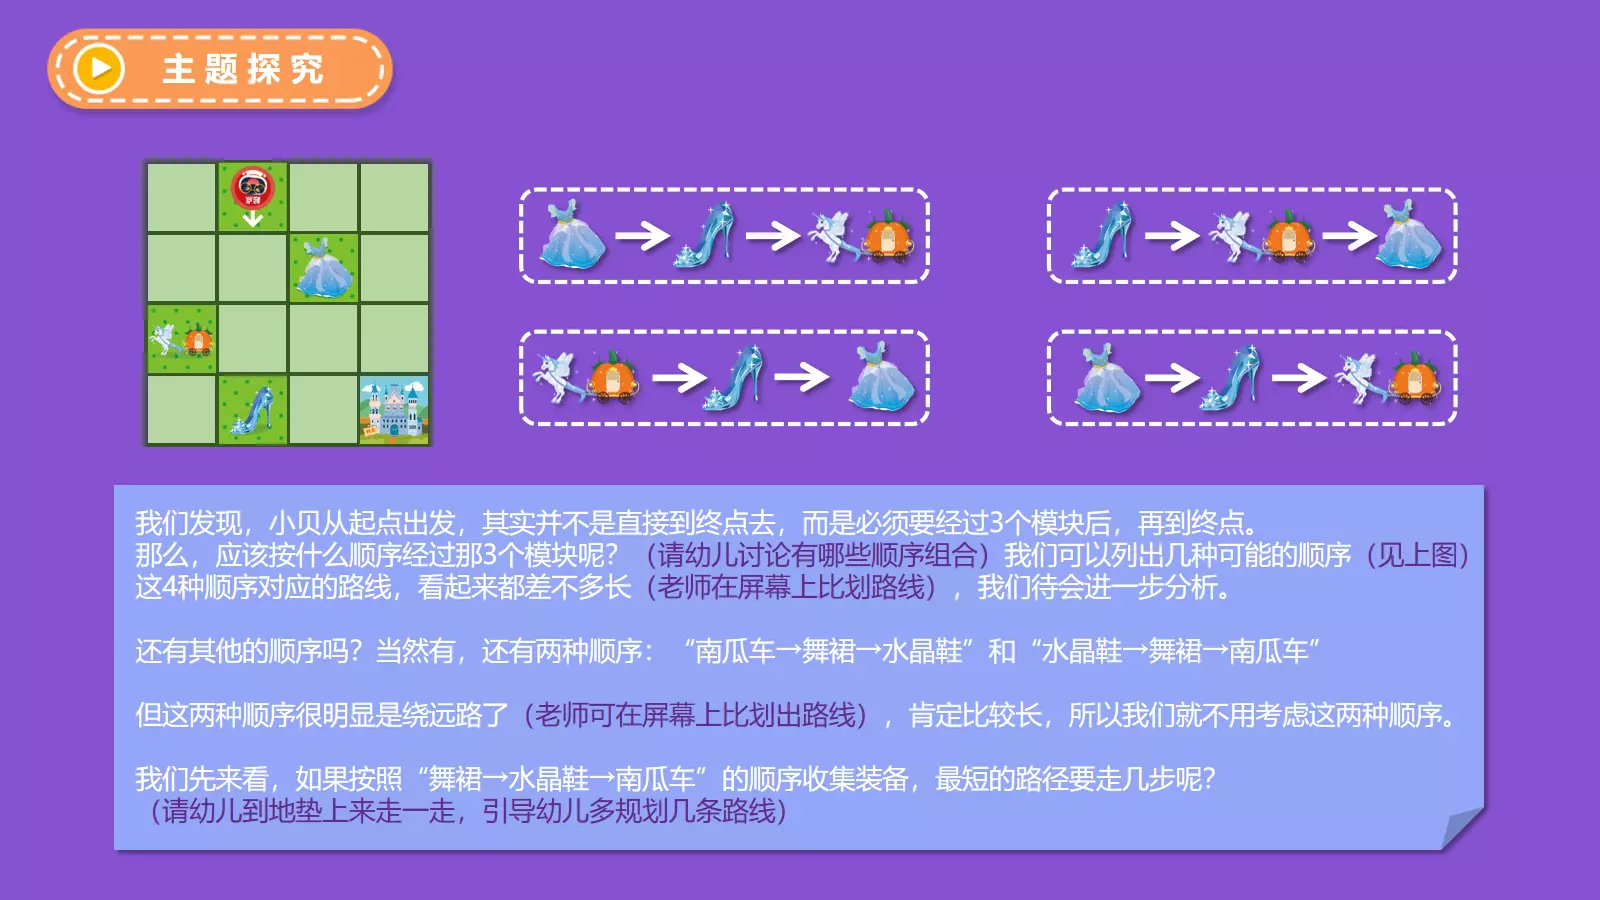 主题探究
起点
我们发现，小贝从起点出发，其实并不是直接到终点去，而是必须要经过3个模块后，再到终点。
那么，应该按什么顺序经过那3个模块呢？（请幼儿讨论有哪些顺序组合）我们可以列出几种可能的顺序（见上图）
这4种顺序对应的路线，看起来都差不多长（老师在屏幕上比划路线），我们待会进一步分析。
还有其他的顺序吗？当然有，还有两种顺序：“南瓜车→舞裙→水晶鞋”和“水晶鞋→舞裙→南瓜车”
但这两种顺序很明显是绕远路了（老师可在屏幕上比划出路线），肯定比较长，所以我们就不用考虑这两种顺序。
我们先来看，如果按照“舞裙→水晶鞋→南瓜车”的顺序收集装备，最短的路径要走几步呢？
（请幼儿到地垫上来走一走，引导幼儿多规划几条路线）